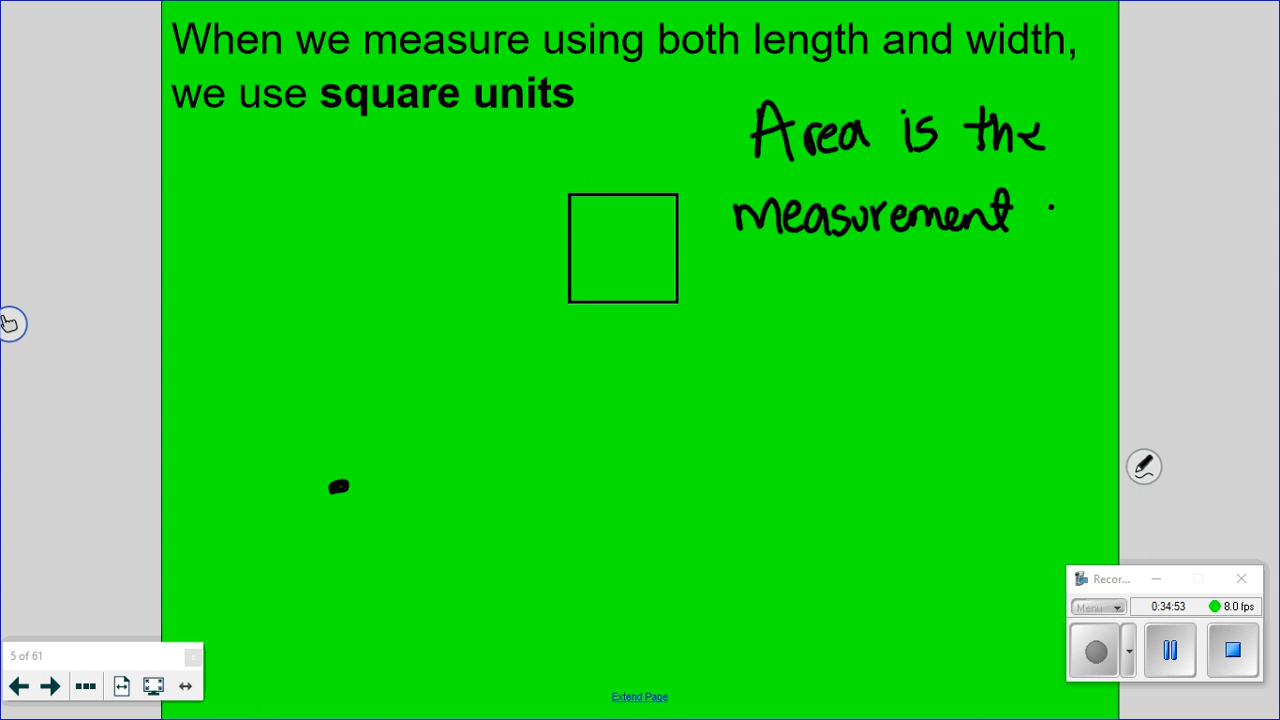 When we measure using both length and width,
we use square units
Area is the
measurement
Recor...
Menu
0:34:53
8.0 fps
5 of 61
Extend Page